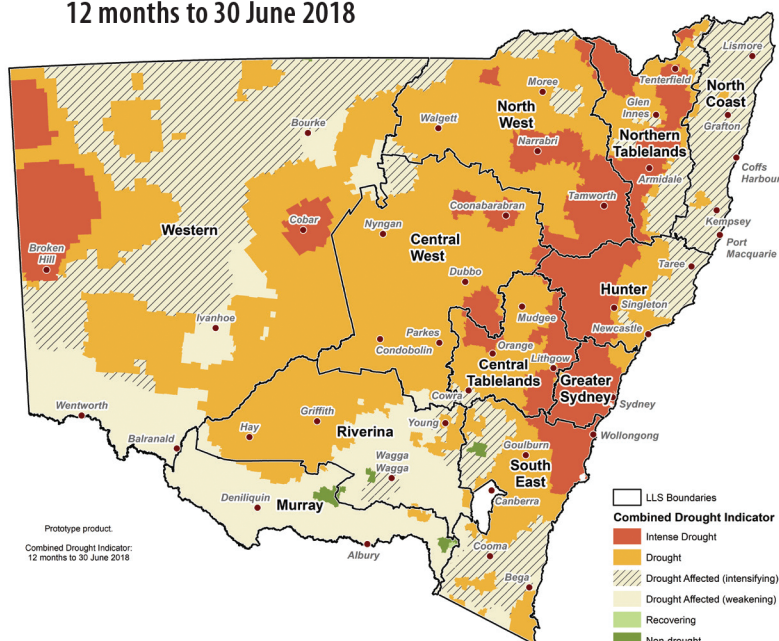 12 months to 30 June 2018
Lismore
Tenterfield
Moree
North
Coast
Glen
Innes
North
West
Walgett
Bourke
Grafton
Northern
Tablelands
Narrabri
Coffs
Harbour
Armidale
Tamworth
Coonabarabran
Kempsey
Cobar
Nyngan
Western
Central
West
Port
Macquarie
Broken
Hill
Taree
Dubbo
Hunter
Singleton
Mudgee
Ivanhoe
Newcastle
Parkes
Orange
Condobolin
Lithgow
Central
Tablelands
Greater
Sydney
Cowra
Sydney
Wentworth
Griffith
Young
Hay
Riverina
Wollongong
Balranald
Goulburn
Wagga
Wagga
South
East
Deniliquin
Murray
Canberra
LLS Boundaries
Combined Drought Indicator
Intense Drought
Drought
Drought Affected (intensifying)
Drought Affected (weakening)
Recovering
Non-drought
Prototype product.
Combined Drought Indicator:
12 months to 30 June 2018
Albury
Cooma
Bega